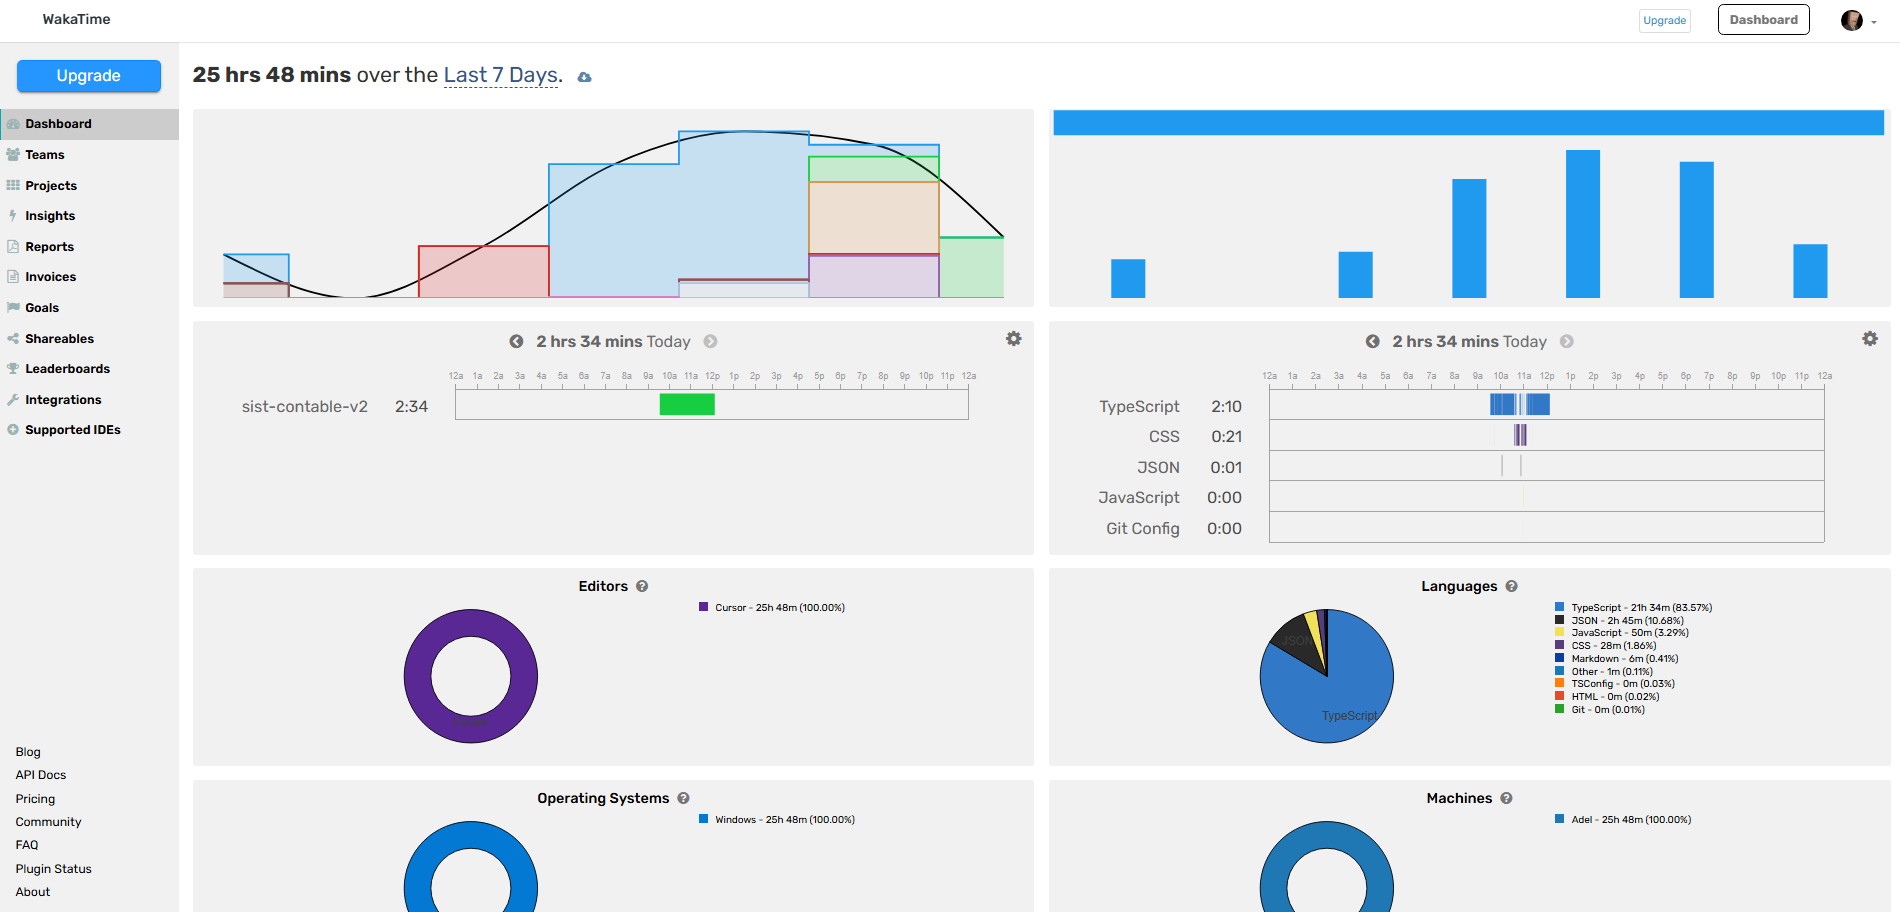 WakaTime
Upgrade
Dashboard
Upgrade
Dashboard
Teams
Projects
Insights
Reports
Invoices
Goals
Shareables
Leaderboards
Integrations
Supported IDEs
Blog
API Docs
Pricing
Community
FAQ
Plugin Status
About
25 hrs 48 mins over the Last 7 Days.
2 hrs 34 mins Today
12a 1a 2a 3a 4a 5a 6a 7a 8a 9a 10a 11a 12p 1p 2p 3p 4p 5p 6p 7p 8p 9p 10p 11p 12a
sist-contable-v2 2:34
2 hrs 34 mins Today
12a 1a 2a 3a 4a 5a 6a 7a 8a 9a 10a 11a 12p 1p 2p 3p 4p 5p 6p 7p 8p 9p 10p 11p 12a
TypeScript 2:10
CSS 0:21
JSON 0:01
JavaScript 0:00
Git Config 0:00
Editors
Cursor - 25h 48m (100.00%)
Languages
JSON
TypeScript
TypeScript - 21h 34m (83.57%)
JSON - 2h 45m (10.68%)
JavaScript - 50m (3.29%)
CSS - 28m (1.86%)
Markdown - 6m (0.41%)
Other - 1m (0.11%)
TSConfig - 0m (0.03%)
HTML - 0m (0.02%)
Git - 0m (0.01%)
Operating Systems
Windows - 25h 48m (100.00%)
Machines
Adel - 25h 48m (100.00%)